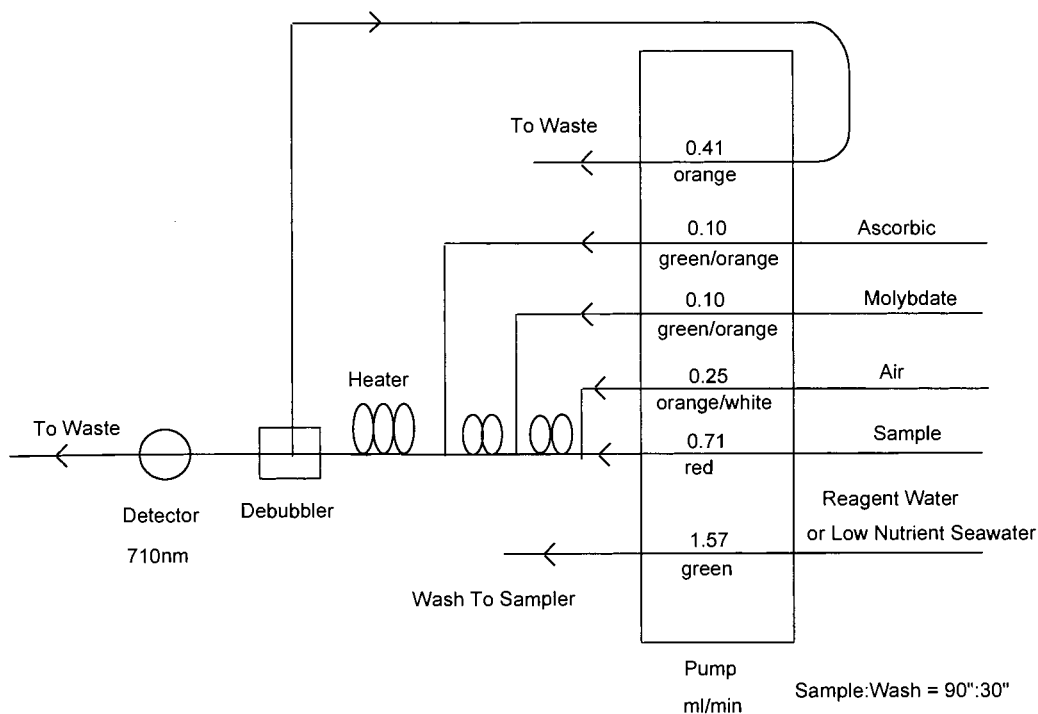 To Waste
0.41
orange
0.10
Ascorbic
green/orange
0.10
Molybdate
green/orange
Heater
0.25
Air
orange/white
To Waste
0.71
Sample
red
Detector
710nm
Debubbler
Reagent Water
or Low Nutrient Seawater
1.57
green
Wash To Sampler
Pump
ml/min
Sample:Wash = 90":30"